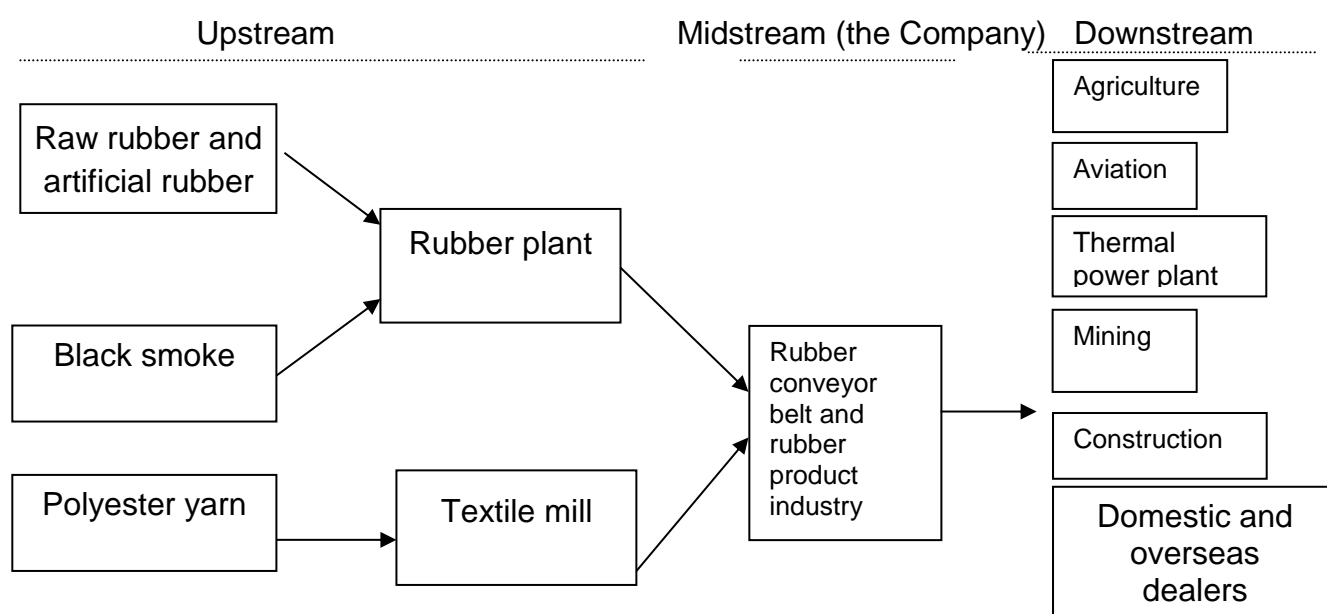 Upstream
Midstream (the Company)
Downstream
Raw rubber and
artificial rubber
Black smoke
Polyester yarn
Rubber plant
Textile mill
Rubber
conveyor
belt and
rubber
product
industry
Agriculture
Aviation
Thermal
power plant
Mining
Construction
Domestic and
overseas
dealers